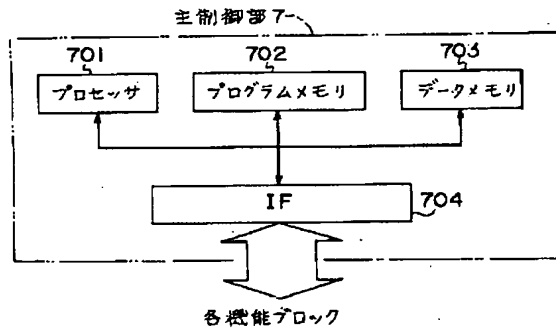 主制御部7
701
702
703
プロセッサ
プログラムメモリ
データメモリ
IF
704
各機能ブロック